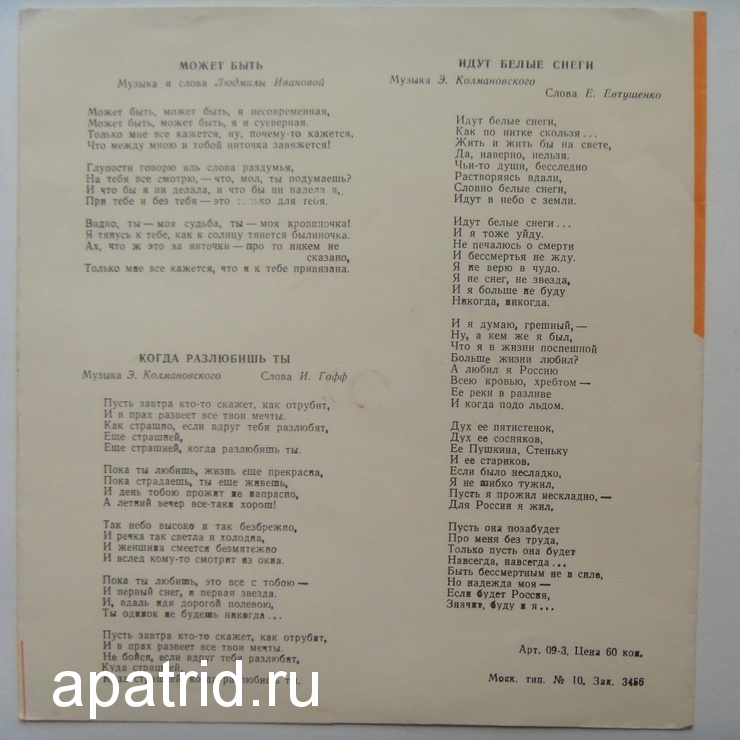 МОЖЕТ БЫТЬ
Музыка и слова Людмилы Ивановой
Может быть, может быть, я несовременная,
Может быть, может быть, я и суеверная.
Только мне все кажется, ну, почему-то кажется,
Что между мною и тобой ниточка завяжется!
Глупости говорю иль слова раздумья,
На тебя все смотрю, — что, мол, ты подумаешь?
И что бы я ни делала, и что бы ни надела я,
При тебе и без тебя — это только для тебя.
Видно, ты — моя судьба, ты — моя кровиночка!
Я тянусь к тебе, как к солнцу тянется былиночка.
Ах, что ж это за ниточки — про то никем не
сказано,
Только мне все кажется, что я к тебе привязана.
КОГДА РАЗЛЮБИШЬ ТЫ
Музыка Э. Колмановского Слова И. Гофф
Пусть завтра кто-то скажет, как отрубит,
И в прах развеет все твои мечты.
Как страшно, если вдруг тебя разлюбят,
Еще страшней,
Еще страшней, когда разлюбишь ты.
Пока ты любишь, жизнь еще прекрасна,
Пока страдаешь, ты еще живешь,
И день тобою прожит не напрасно,
А летний вечер все-таки хорош!
Так небо высоко и так безбрежно,
И речка так светла и холодна,
И женщина смеется безмятежно
И вслед кому-то смотрит из окна.
Пока ты любишь, это все с тобою —
И первый снег, и первая звезда.
И, вдаль идя дорогой полевою,
Ты одинок не будешь никогда...
Пусть завтра кто-то скажет, как отрубит,
И в прах развеет все твои мечты.
Не бойся, если вдруг тебя разлюбят,
Куда страшней,
Куда страшней, когда разлюбишь ты.
ИДУТ БЕЛЫЕ СНЕГИ
Музыка Э. Колмановского
Слова Е. Евтушенко
Идут белые снеги,
Как по нитке скользя...
Жить и жить бы на свете,
Да, наверно, нельзя.
Чьи-то души, бесследно
Растворяясь вдали,
Словно белые снеги,
Идут в небо с земли.
Идут белые снеги...
И я тоже уйду.
Не печалюсь о смерти
И бессмертья не жду.
Я не верю в чудо.
Я не снег, не звезда,
И я больше не буду
Никогда, никогда.
И я думаю, грешный, —
Ну, а кем же я был,
Что я в жизни поспешной
Больше жизни любил?
А любил я Россию
Всею кровью, хребтом —
Ее реки в разливе
И когда подо льдом.
Дух ее пятистенок,
Дух ее сосняков,
Ее Пушкина, Стеньку
И ее стариков.
Если было несладко,
Я не шибко тужил,
Пусть я прожил нескладно, —
Для России я жил.
Пусть она позабудет
Про меня без труда,
Только пусть она будет
Навсегда, навсегда...
Быть бессмертным не в силе,
Но надежда моя —
Если будет Россия,
Значит, буду и я...
Арт. 09-3. Цена 60 коп.
Моск. тип. № 10, Зак. 3456
apatrid.ru